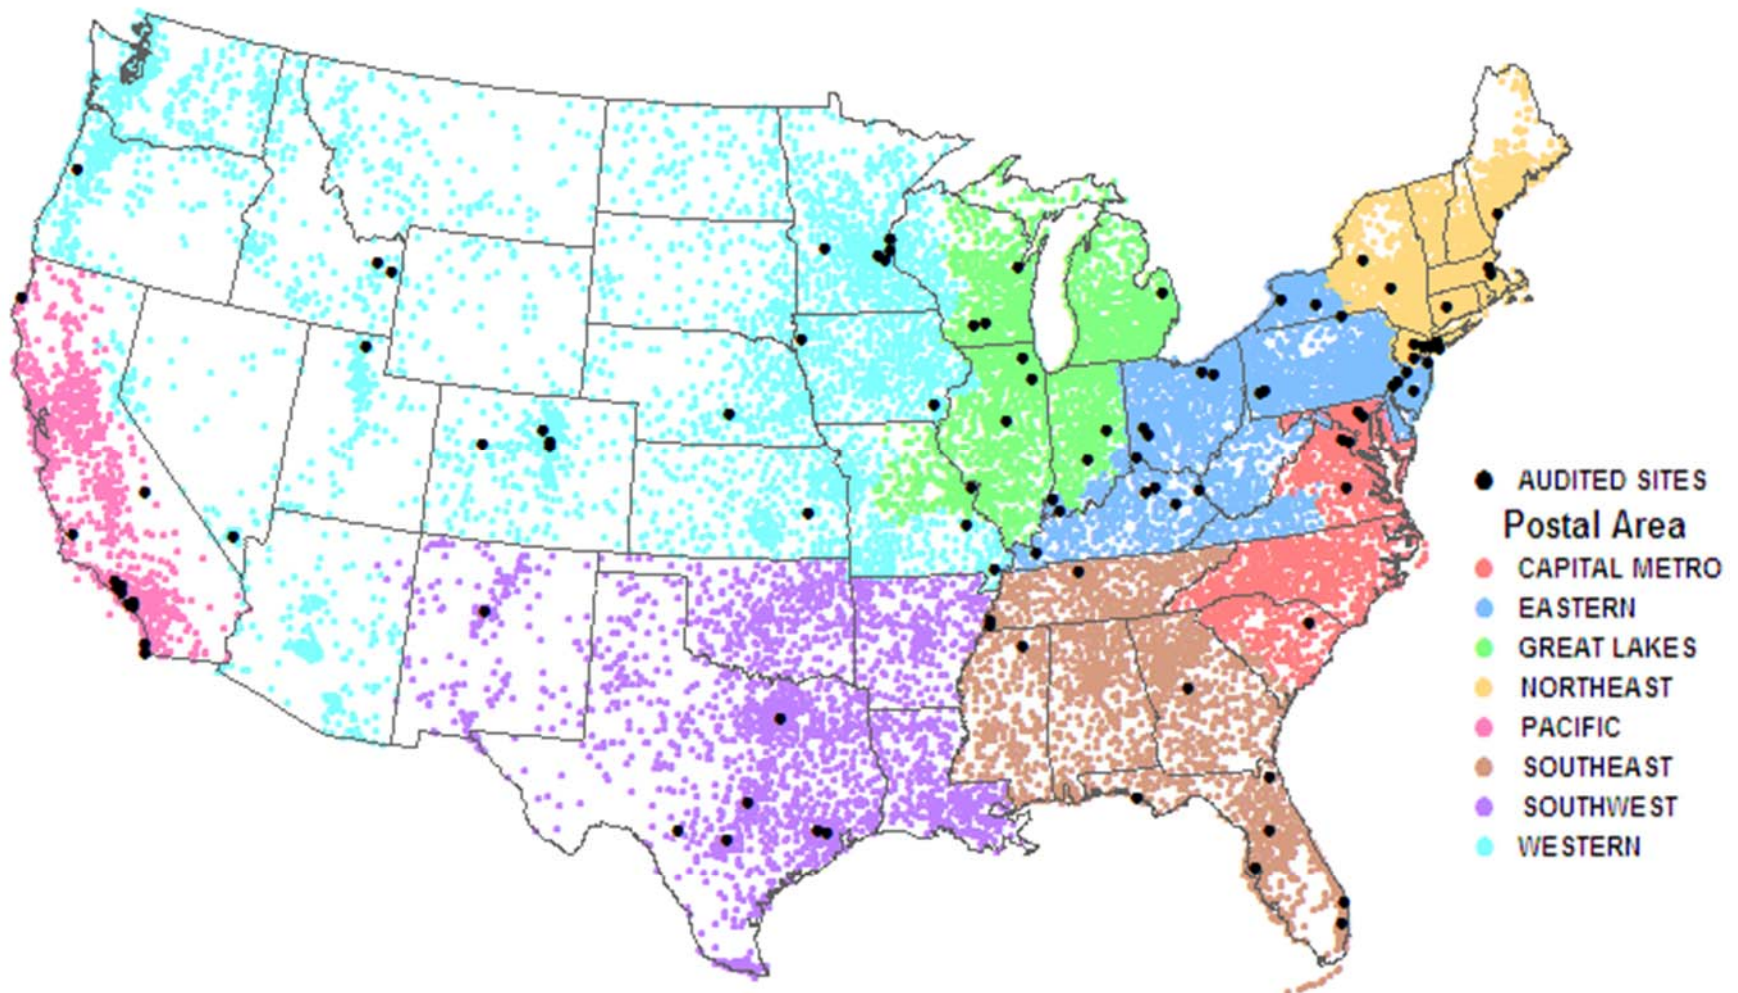 AUDITED SITES
Postal Area
CAPITAL METRO
EASTERN
GREAT LAKES
NORTHEAST
PACIFIC
SOUTHEAST
SOUTHWEST
WESTERN